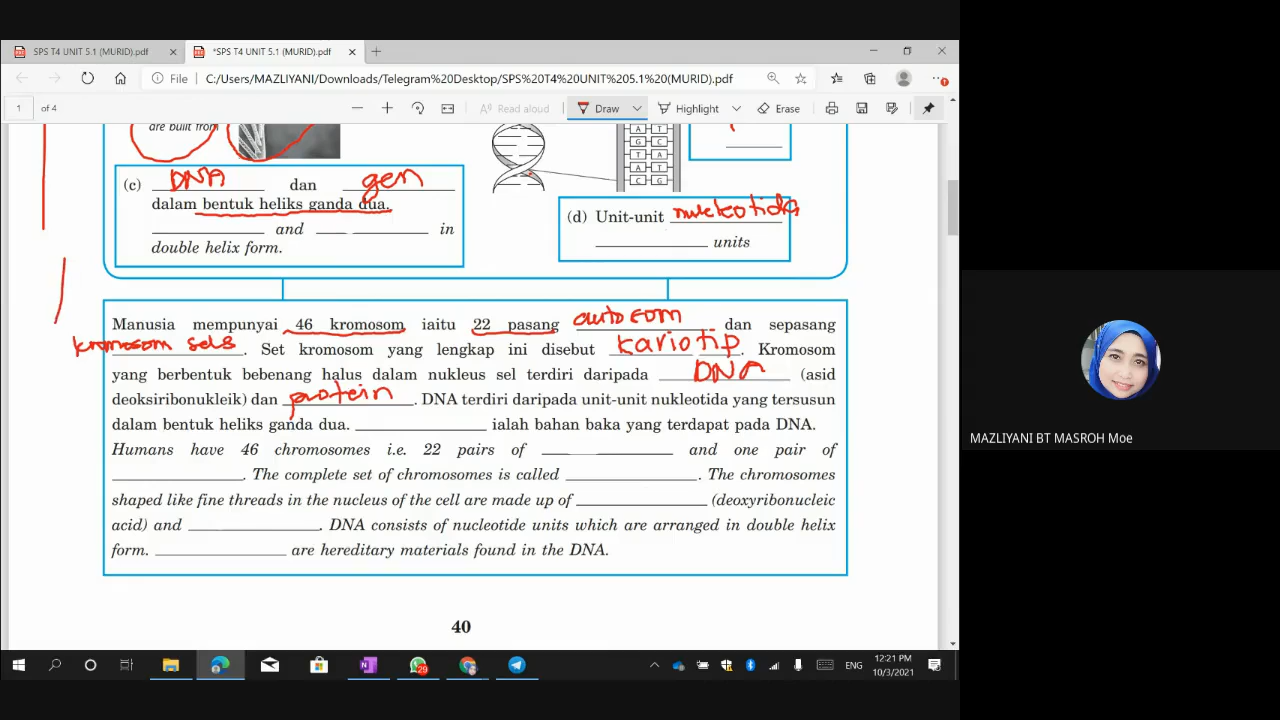 SPS T4 UNIT 5.1 (MURID).pdf
*SPS T4 UNIT 5.1 (MURID).pdf
File
C:/Users/MAZLIYANI/Downloads/Telegram%20Desktop/SPS%20T4%20UNIT%205.1%20(MURID).pdf
1 of 4
Read aloud
Draw
Highlight
Erase
are built from
A T
G C
T A
A T
C G
(c) DNA dan gen
dalam bentuk heliks ganda dua.
and in
double helix form.
(d) Unit-unit nukleotida
units
Manusia mempunyai 46 kromosom iaitu 22 pasang autosom dan sepasang
kromosom seks. Set kromosom yang lengkap ini disebut kariotip. Kromosom
yang berbentuk bebenang halus dalam nukleus sel terdiri daripada DNA (asid
deoksiribonukleik) dan protein. DNA terdiri daripada unit-unit nukleotida yang tersusun
dalam bentuk heliks ganda dua. ialah bahan baka yang terdapat pada DNA.
Humans have 46 chromosomes i.e. 22 pairs of and one pair of
. The complete set of chromosomes is called . The chromosomes
shaped like fine threads in the nucleus of the cell are made up of (deoxyribonucleic
acid) and . DNA consists of nucleotide units which are arranged in double helix
form. are hereditary materials found in the DNA.
40
MAZLIYANI BT MASROH Moe
29
ENG
12:21 PM
10/3/2021